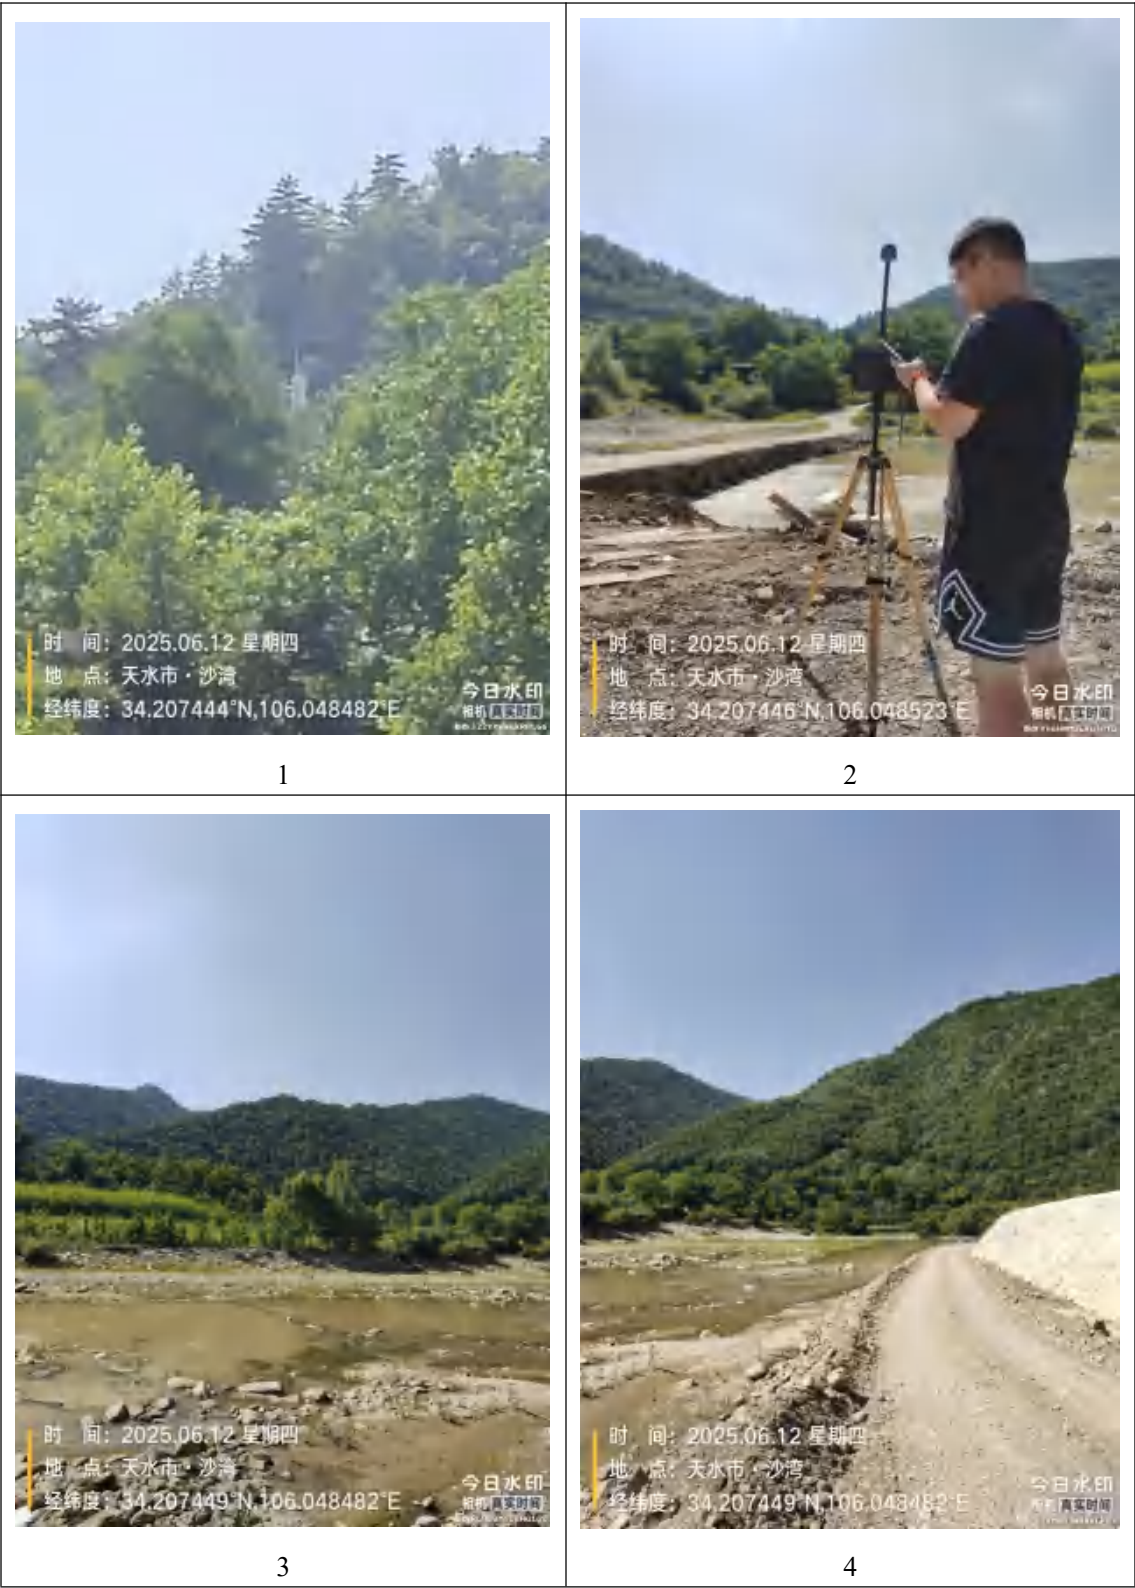 时 间：2025.06.12 星期四
地 点：天水市·沙湾
经纬度：34.207444°N,106.048482°E
今日水印
相机 真实时间
1
时 间：2025.06.12 星期四
地 点：天水市·沙湾
经纬度：34.207446°N,106.048523°E
今日水印
相机 真实时间
2
时 间：2025.06.12 星期四
地 点：天水市·沙湾
经纬度：34.207449°N,106.048482°E
今日水印
相机 真实时间
3
时 间：2025.06.12 星期四
地 点：天水市·沙湾
经纬度：34.207449°N,106.048482°E
今日水印
相机 真实时间
4